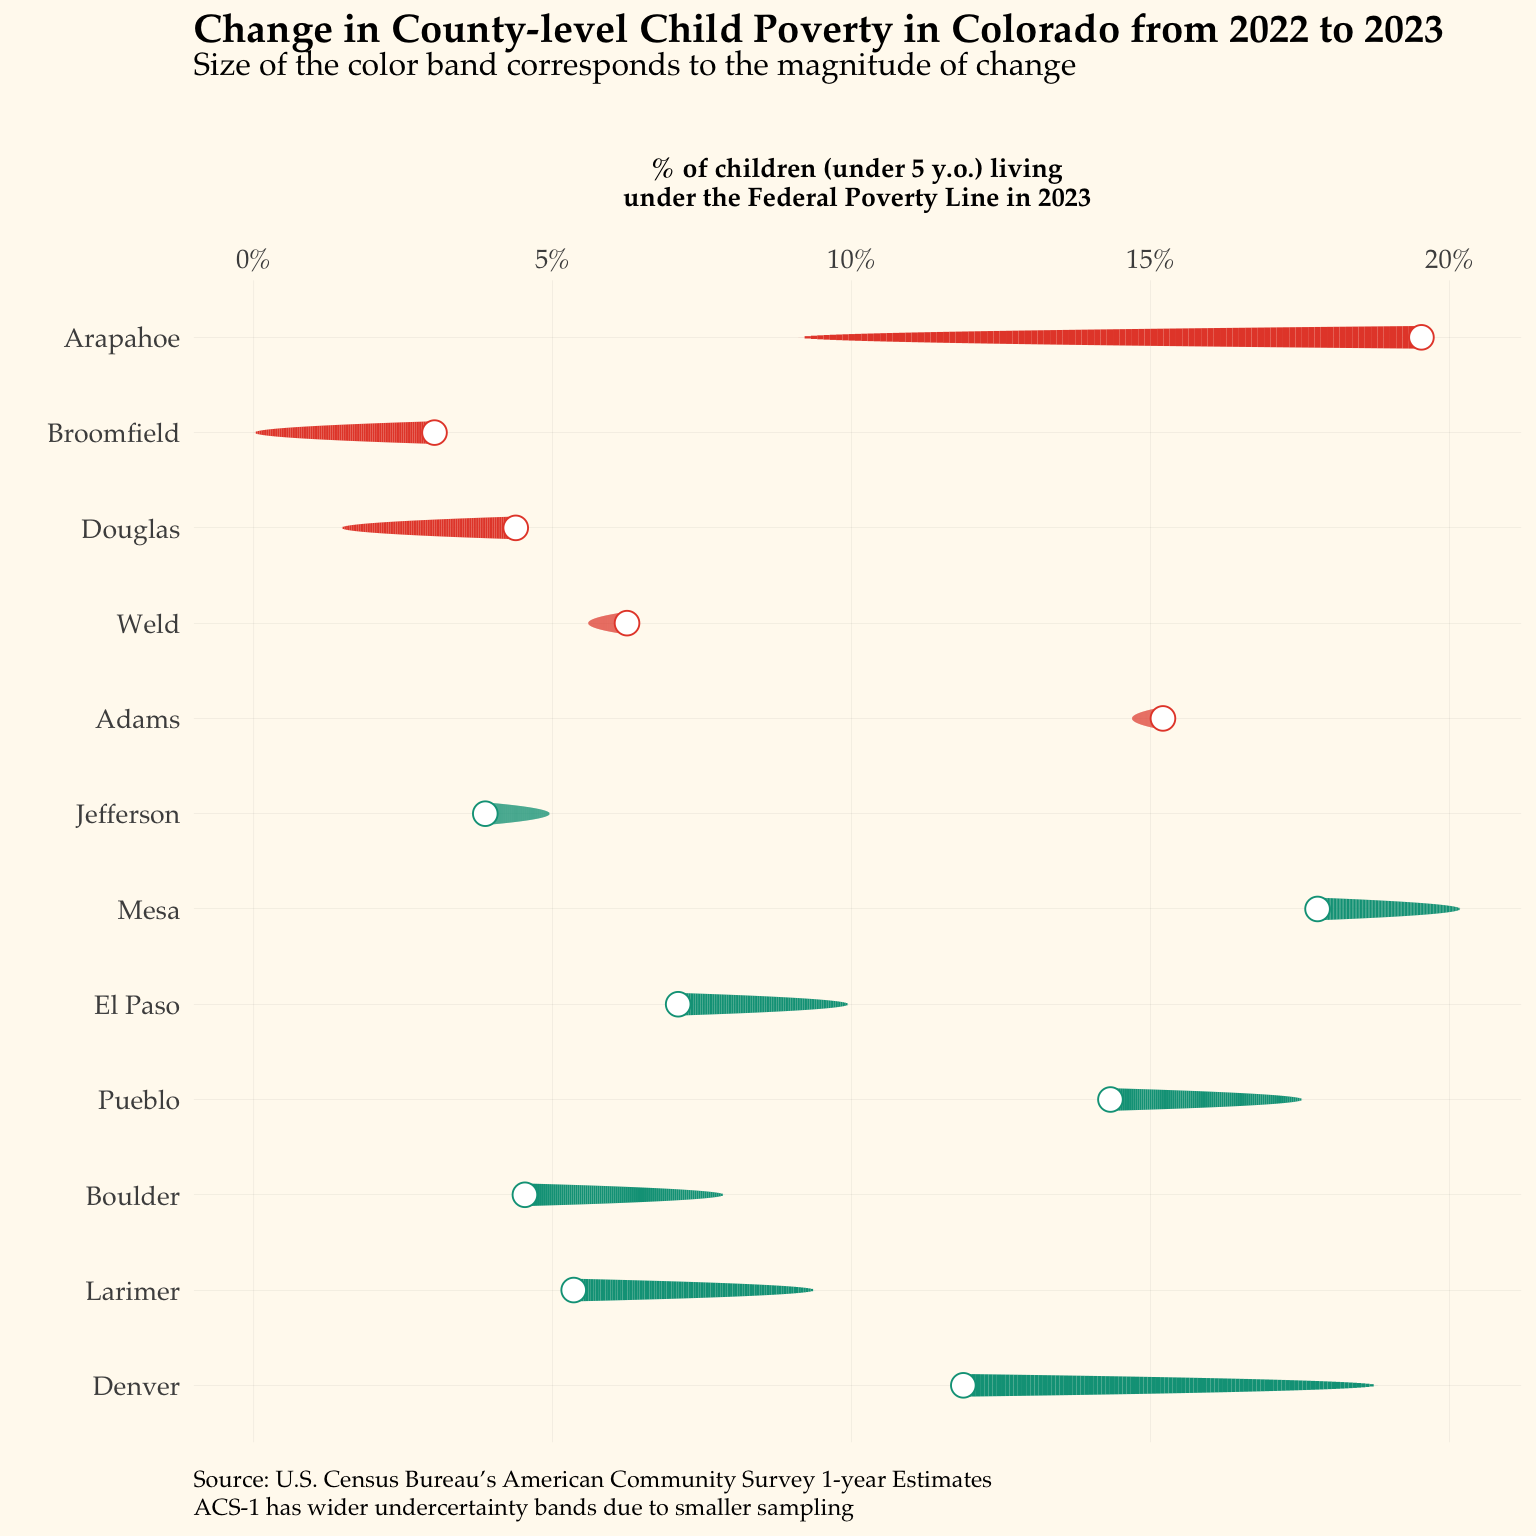 Change in County-level Child Poverty in Colorado from 2022 to 2023
Size of the color band corresponds to the magnitude of change
% of children (under 5 y.o.) living
under the Federal Poverty Line in 2023
0% 5% 10% 15% 20%
Arapahoe
Broomfield
Douglas
Weld
Adams
Jefferson
Mesa
El Paso
Pueblo
Boulder
Larimer
Denver
Source: U.S. Census Bureau’s American Community Survey 1-year Estimates
ACS-1 has wider undercertainty bands due to smaller sampling